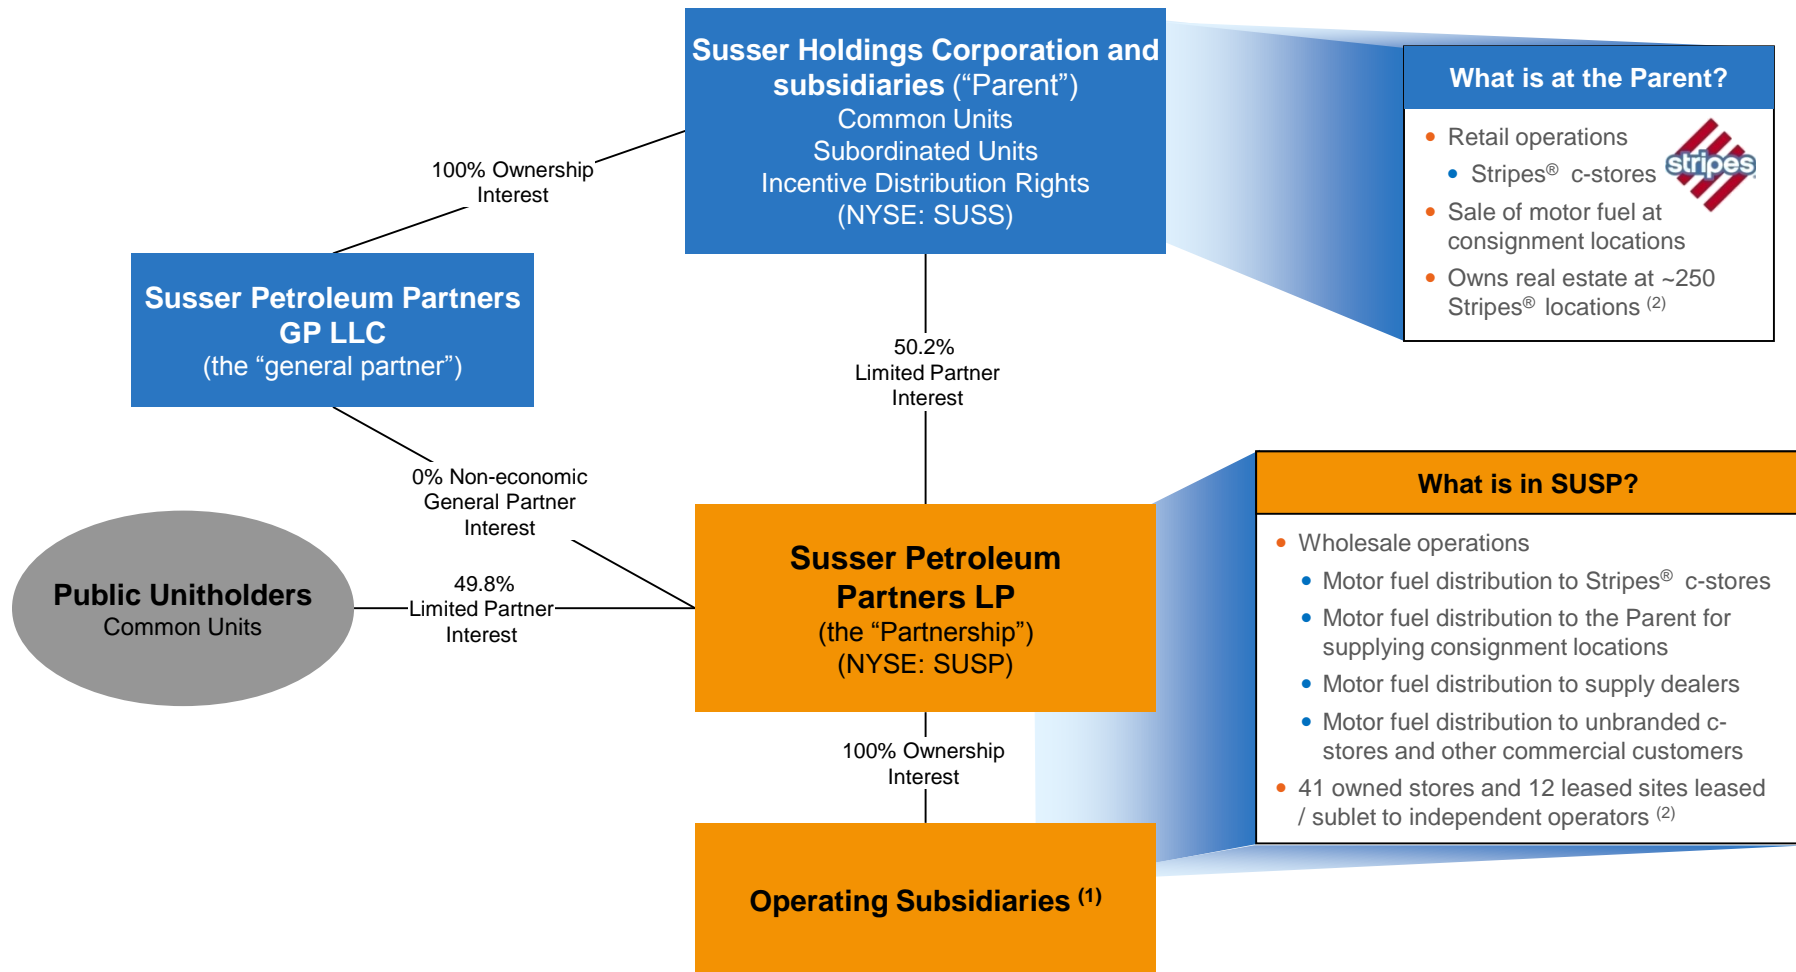 Susser Holdings Corporation and
subsidiaries (“Parent”)
Common Units
Subordinated Units
Incentive Distribution Rights
(NYSE: SUSS)
What is at the Parent?
• Retail operations
• Stripes® c-stores
stripes
• Sale of motor fuel at
consignment locations
• Owns real estate at ~250
Stripes® locations (2)
100% Ownership
Interest
Susser Petroleum Partners
GP LLC
(the “general partner”)
50.2%
Limited Partner
Interest
0% Non-economic
General Partner
Interest
Public Unitholders
Common Units
49.8%
Limited Partner
Interest
Susser Petroleum
Partners LP
(the “Partnership”)
(NYSE: SUSP)
What is in SUSP?
• Wholesale operations
• Motor fuel distribution to Stripes® c-stores
• Motor fuel distribution to the Parent for
supplying consignment locations
• Motor fuel distribution to supply dealers
• Motor fuel distribution to unbranded c-
stores and other commercial customers
• 41 owned stores and 12 leased sites leased
/ sublet to independent operators (2)
100% Ownership
Interest
Operating Subsidiaries (1)